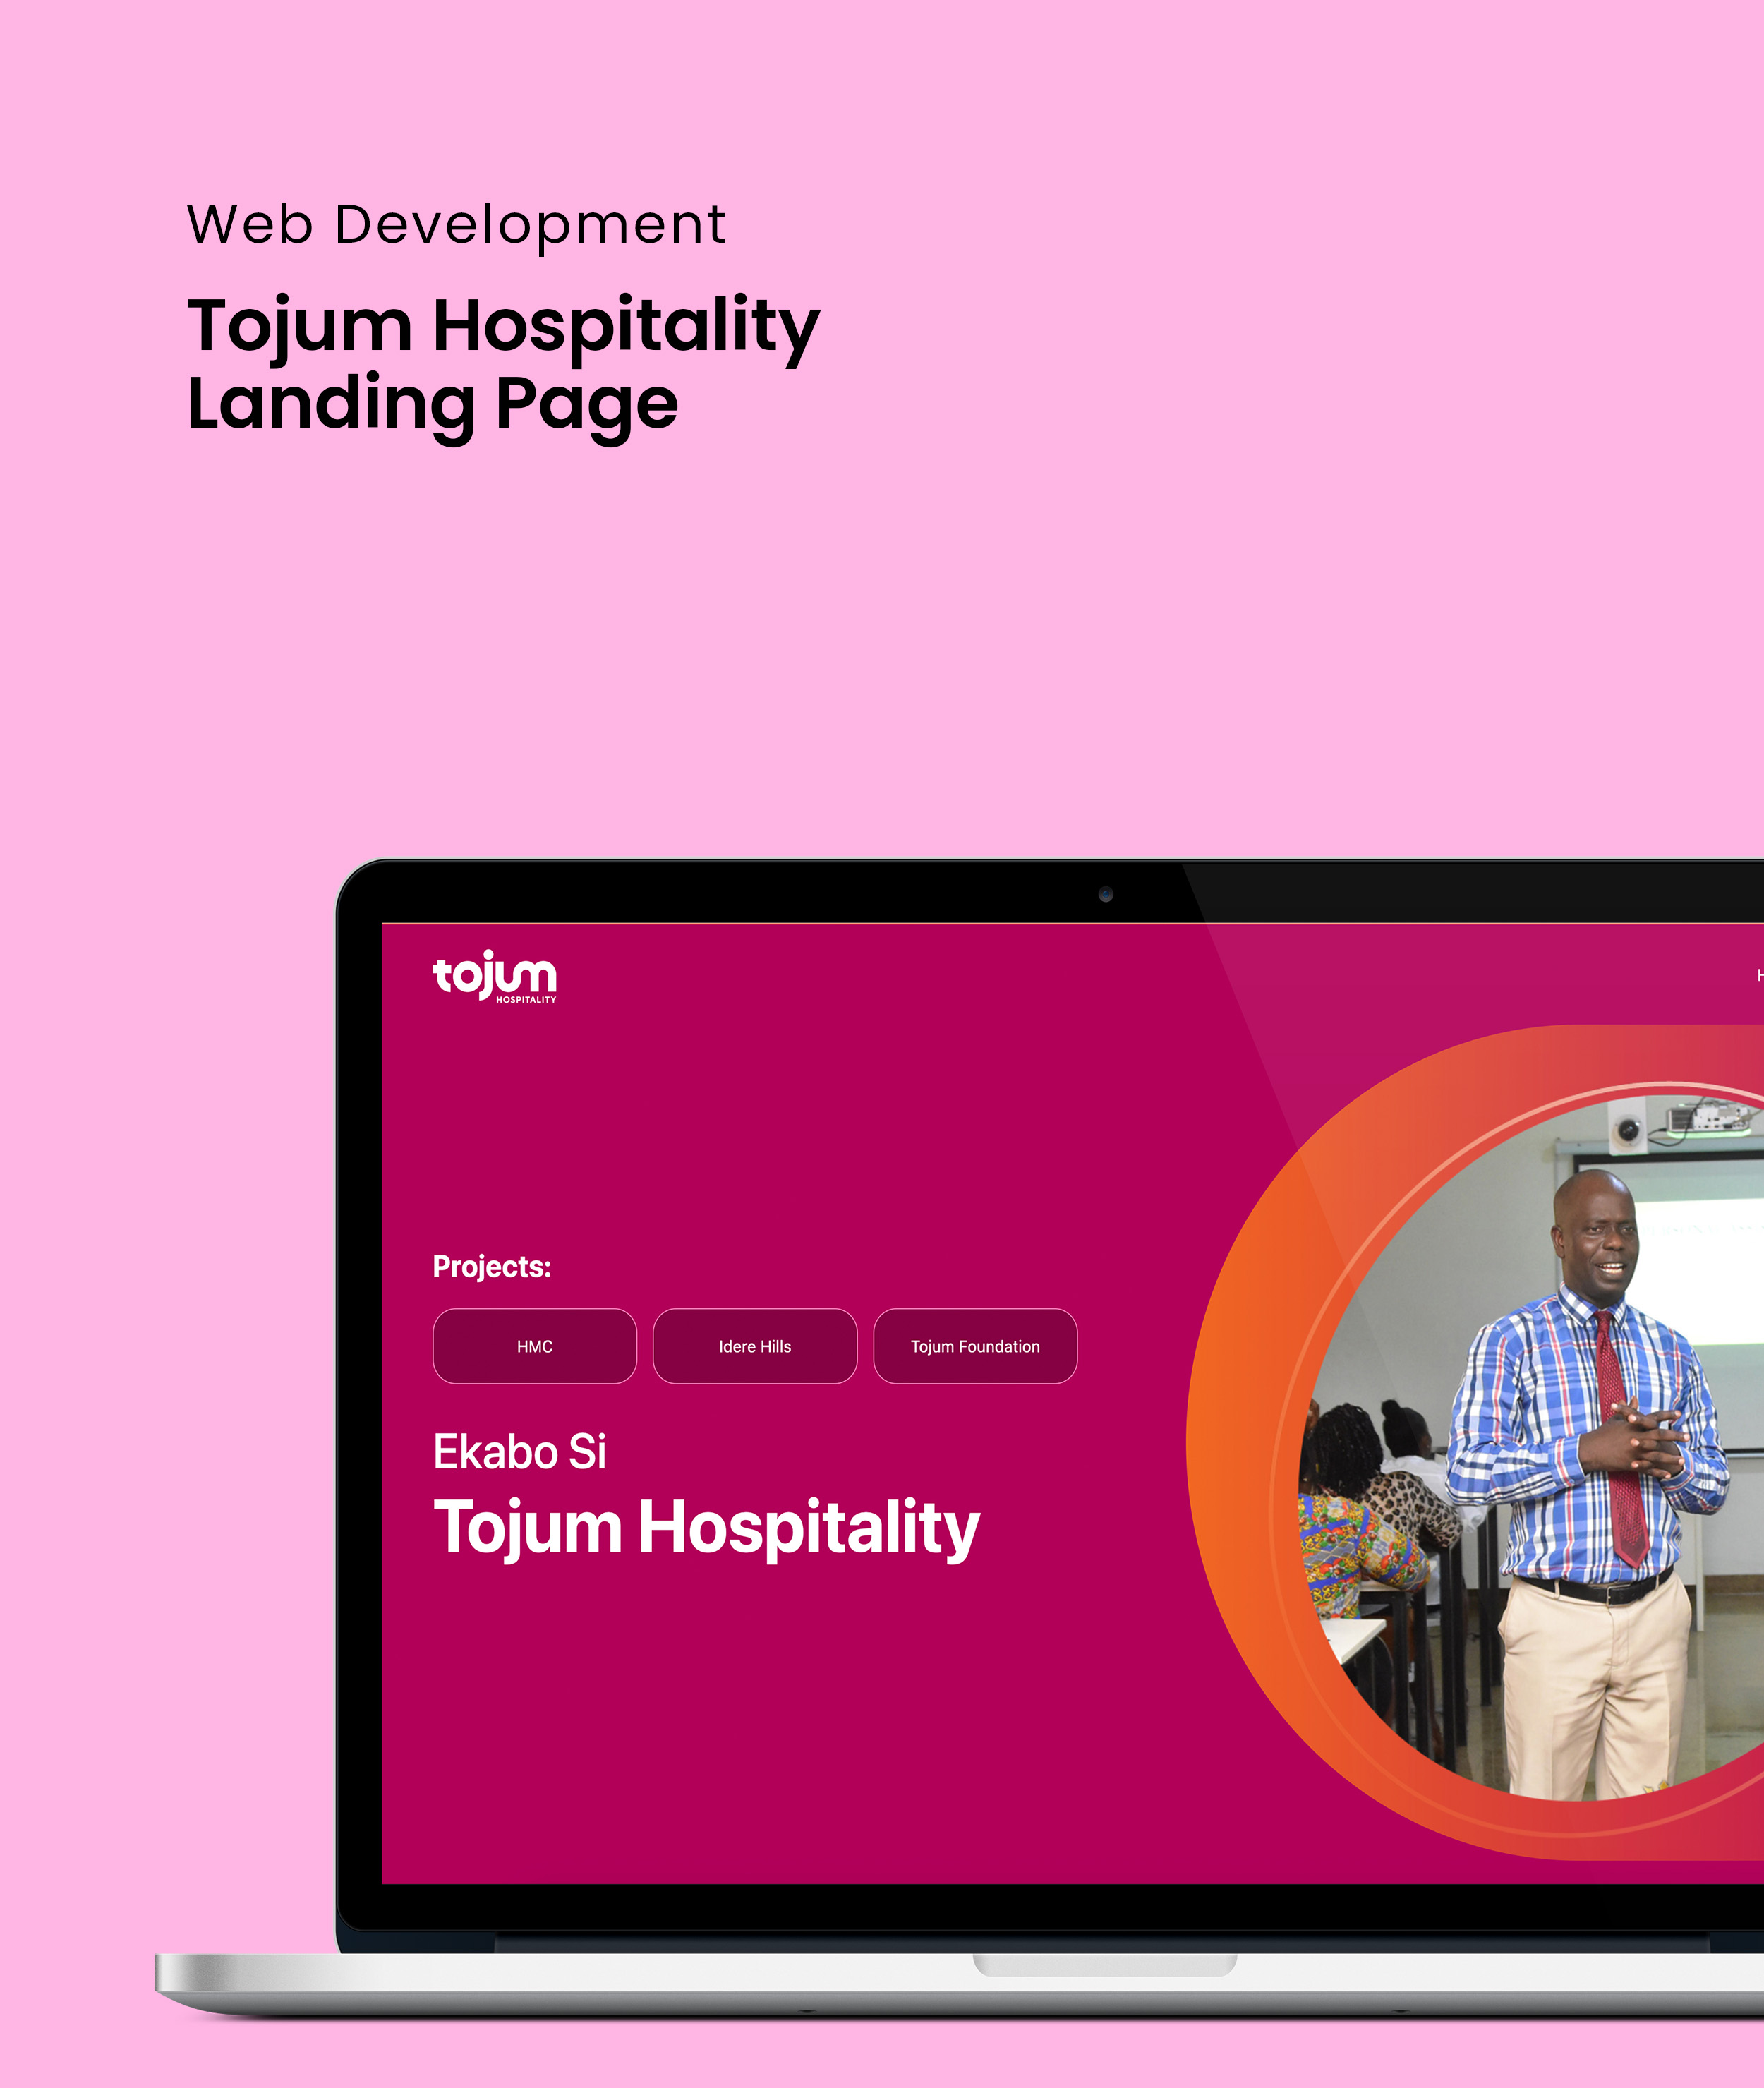 Web Development
Tojum Hospitality
Landing Page
tojum
HOSPITALITY
H
Projects:
HMC
Idere Hills
Tojum Foundation
Ekabo Si
Tojum Hospitality